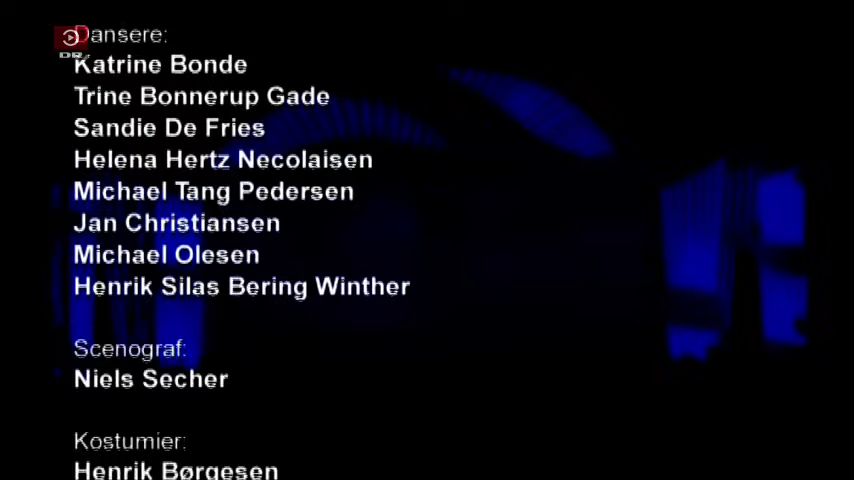 Dansere:
DR
Katrine Bonde
Trine Bonnerup Gade
Sandie De Fries
Helena Hertz Necolaisen
Michael Tang Pedersen
Jan Christiansen
Michael Olesen
Henrik Silas Bering Winther
Scenograf:
Niels Secher
Kostumier:
Henrik Børgesen